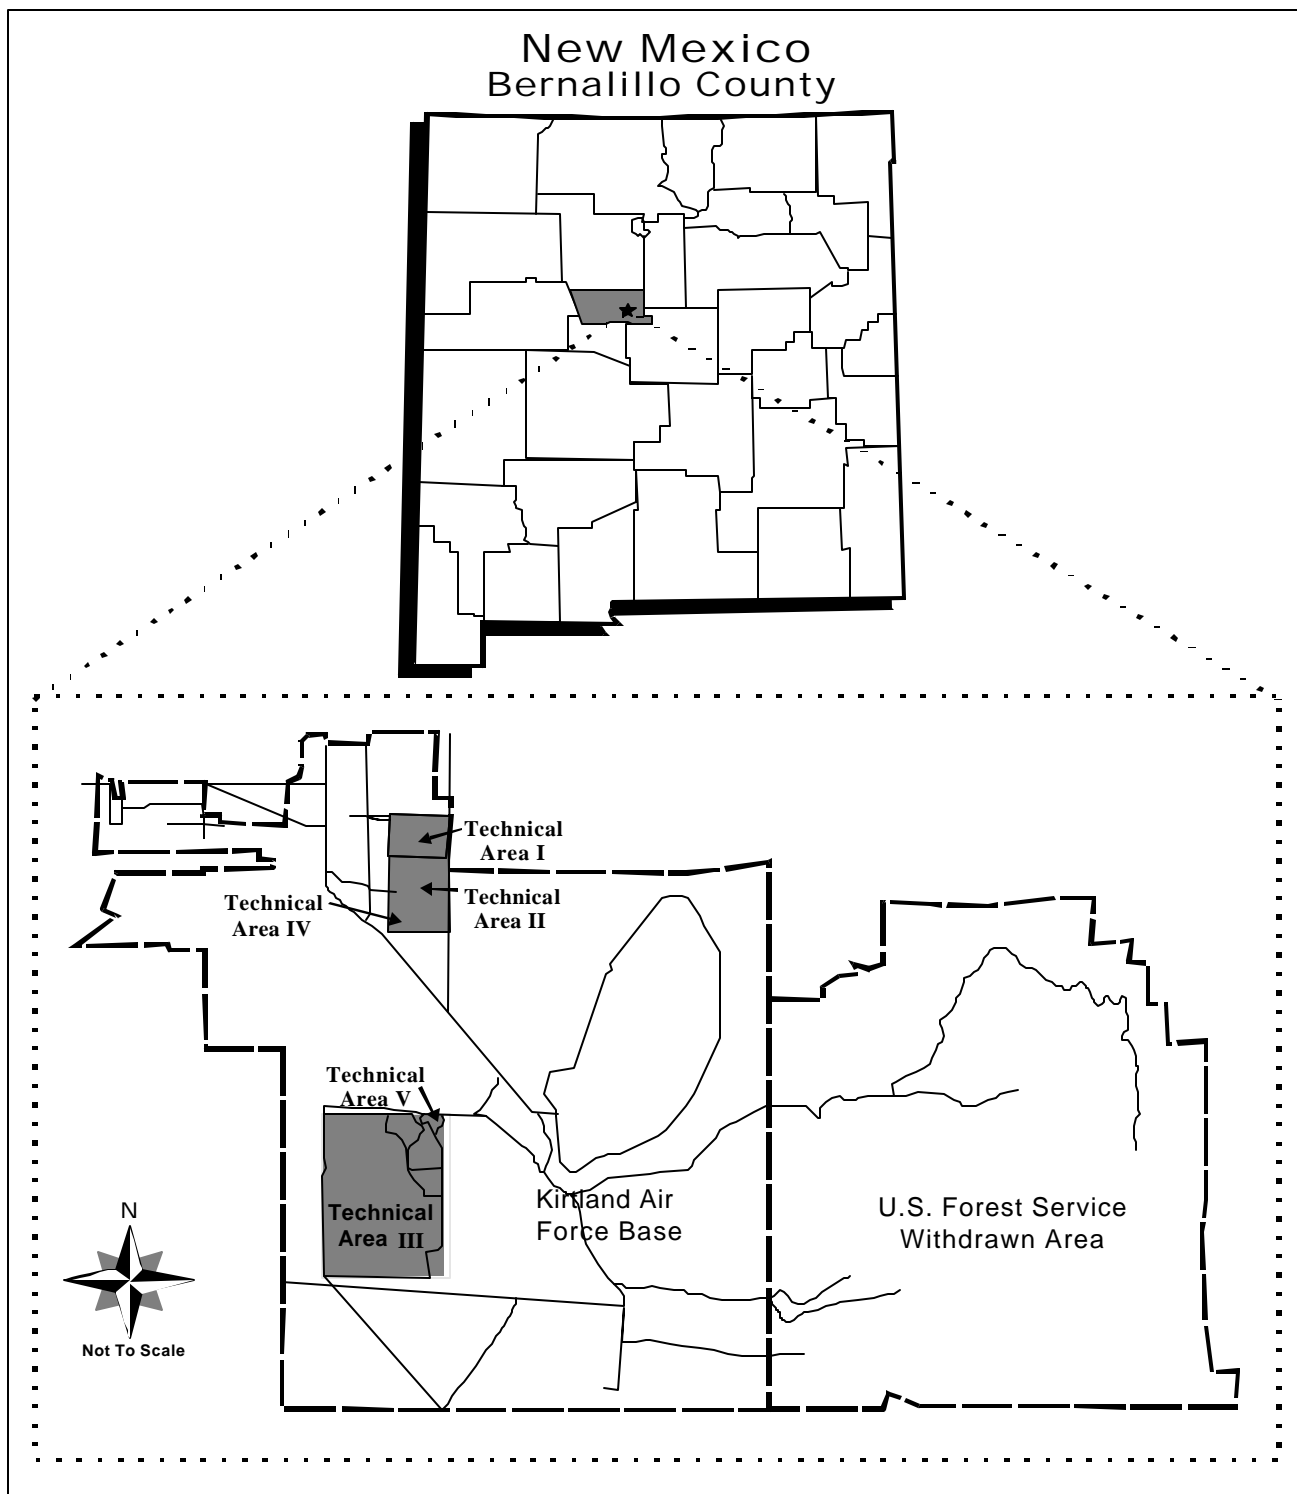 New Mexico
Bernalillo County
Technical
Area I
Technical
Area II
Technical
Area IV
Technical
Area V
Technical
Area III
Kirtland Air
Force Base
U.S. Forest Service
Withdrawn Area
N
Not To Scale